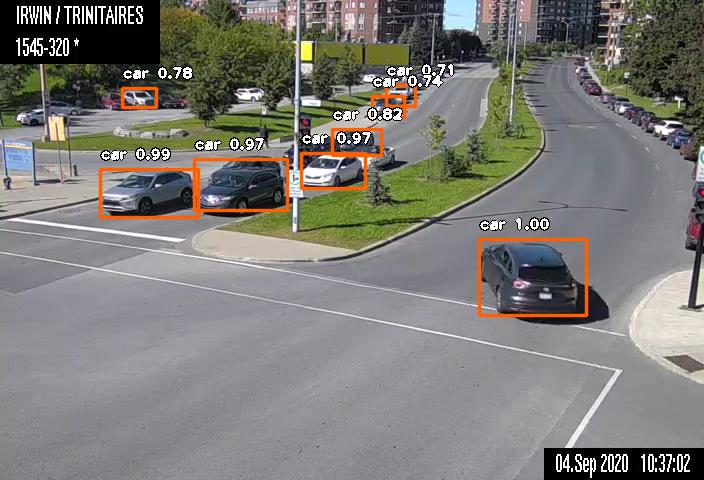 IRWIN / TRINITAIRES
1545-320 *
car 0.71
car 0.78
car 0.74
car 0.82
car 0.97
car 0.97
car 0.99
car 1.00
04.Sep 2020 10:37:02